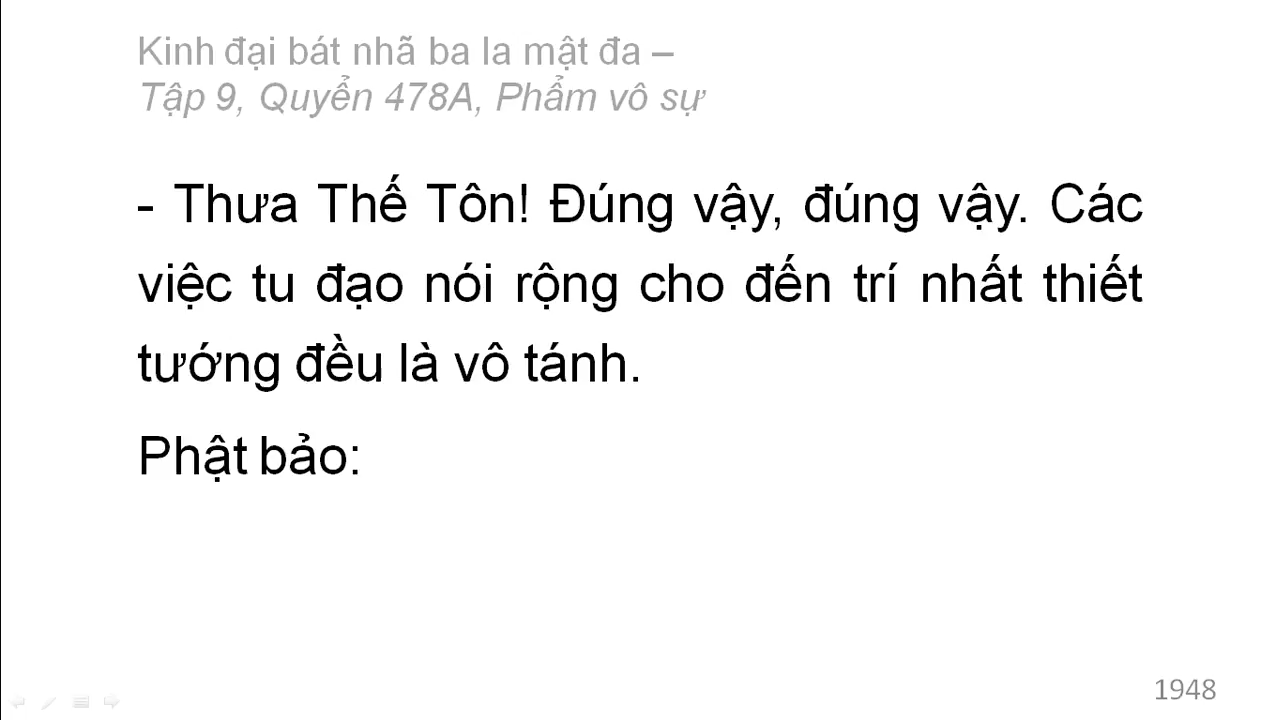 Kinh đại bát nhã ba la mật đa –
Tập 9, Quyển 478A, Phẩm vô sự
- Thưa Thế Tôn! Đúng vậy, đúng vậy. Các
việc tu đạo nói rộng cho đến trí nhất thiết
tướng đều là vô tánh.
Phật bảo:
1948